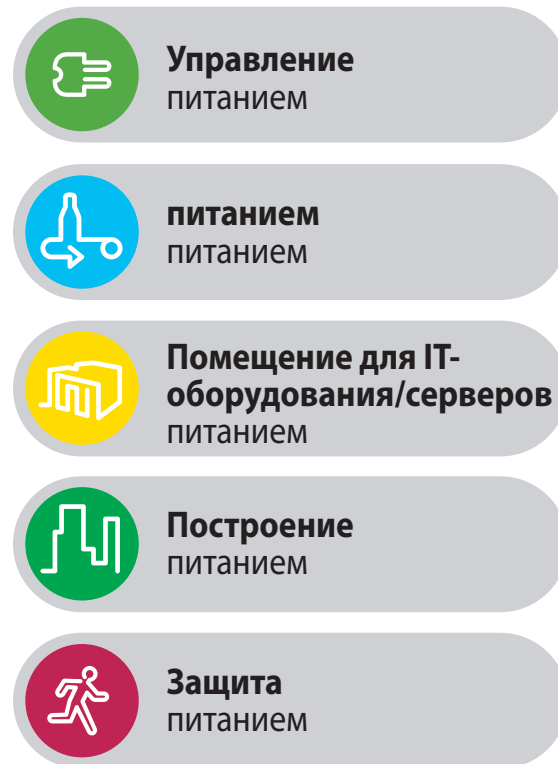 Управление
питанием
питанием
питанием
Помещение для IT-
оборудования/серверов
питанием
Построение
питанием
Защита
питанием